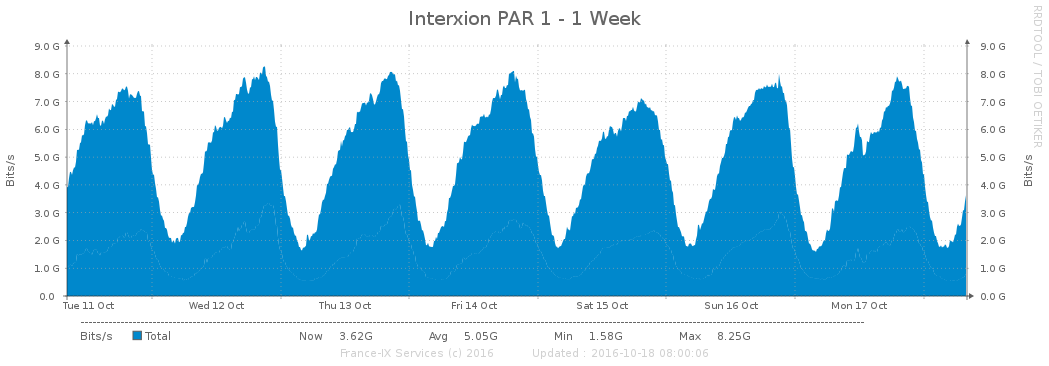 Interxion PAR 1 - 1 Week
RRDTOOL / TOBI OETIKER
Bits/s
Bits/s
9.0 G 9.0 G
8.0 G 8.0 G
7.0 G 7.0 G
6.0 G 6.0 G
5.0 G 5.0 G
4.0 G 4.0 G
3.0 G 3.0 G
2.0 G 2.0 G
1.0 G 1.0 G
0.0 0.0 G
Tue 11 Oct Wed 12 Oct Thu 13 Oct Fri 14 Oct Sat 15 Oct Sun 16 Oct Mon 17 Oct
Bits/s Total Now 3.62G Avg 5.05G Min 1.58G Max 8.25G
France-IX Services (c) 2016 Updated : 2016-10-18 08:00:06